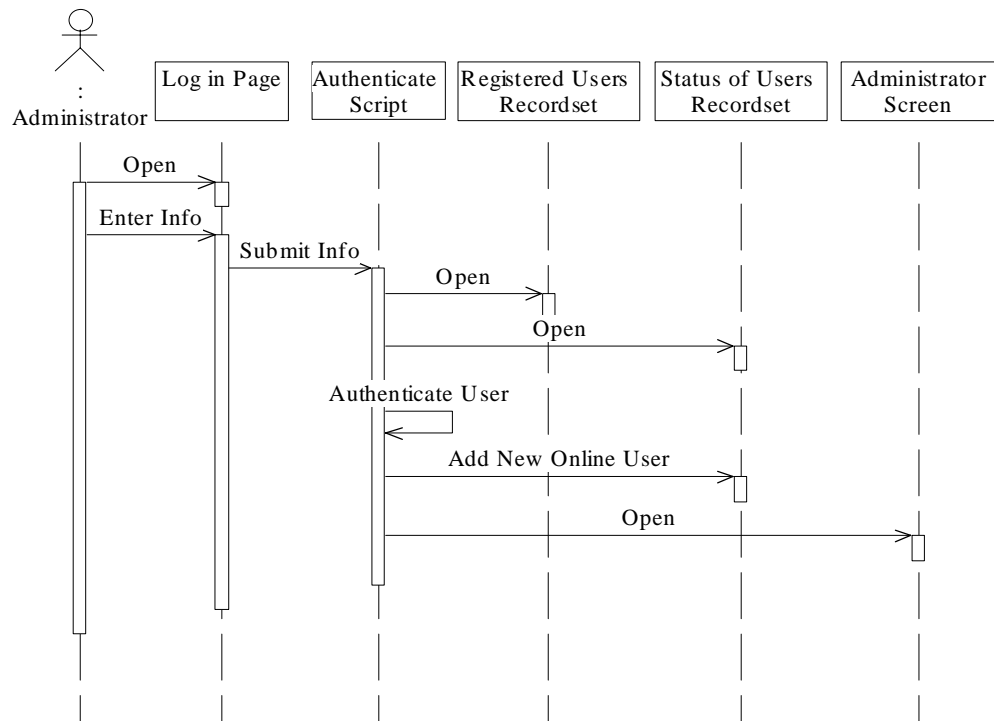 :
Administrator
Log in Page
Authenticate
Script
Registered Users
Recordset
Status of Users
Recordset
Administrator
Screen
Open
Enter Info
Submit Info
Open
Open
Authenticate User
Add New Online User
Open